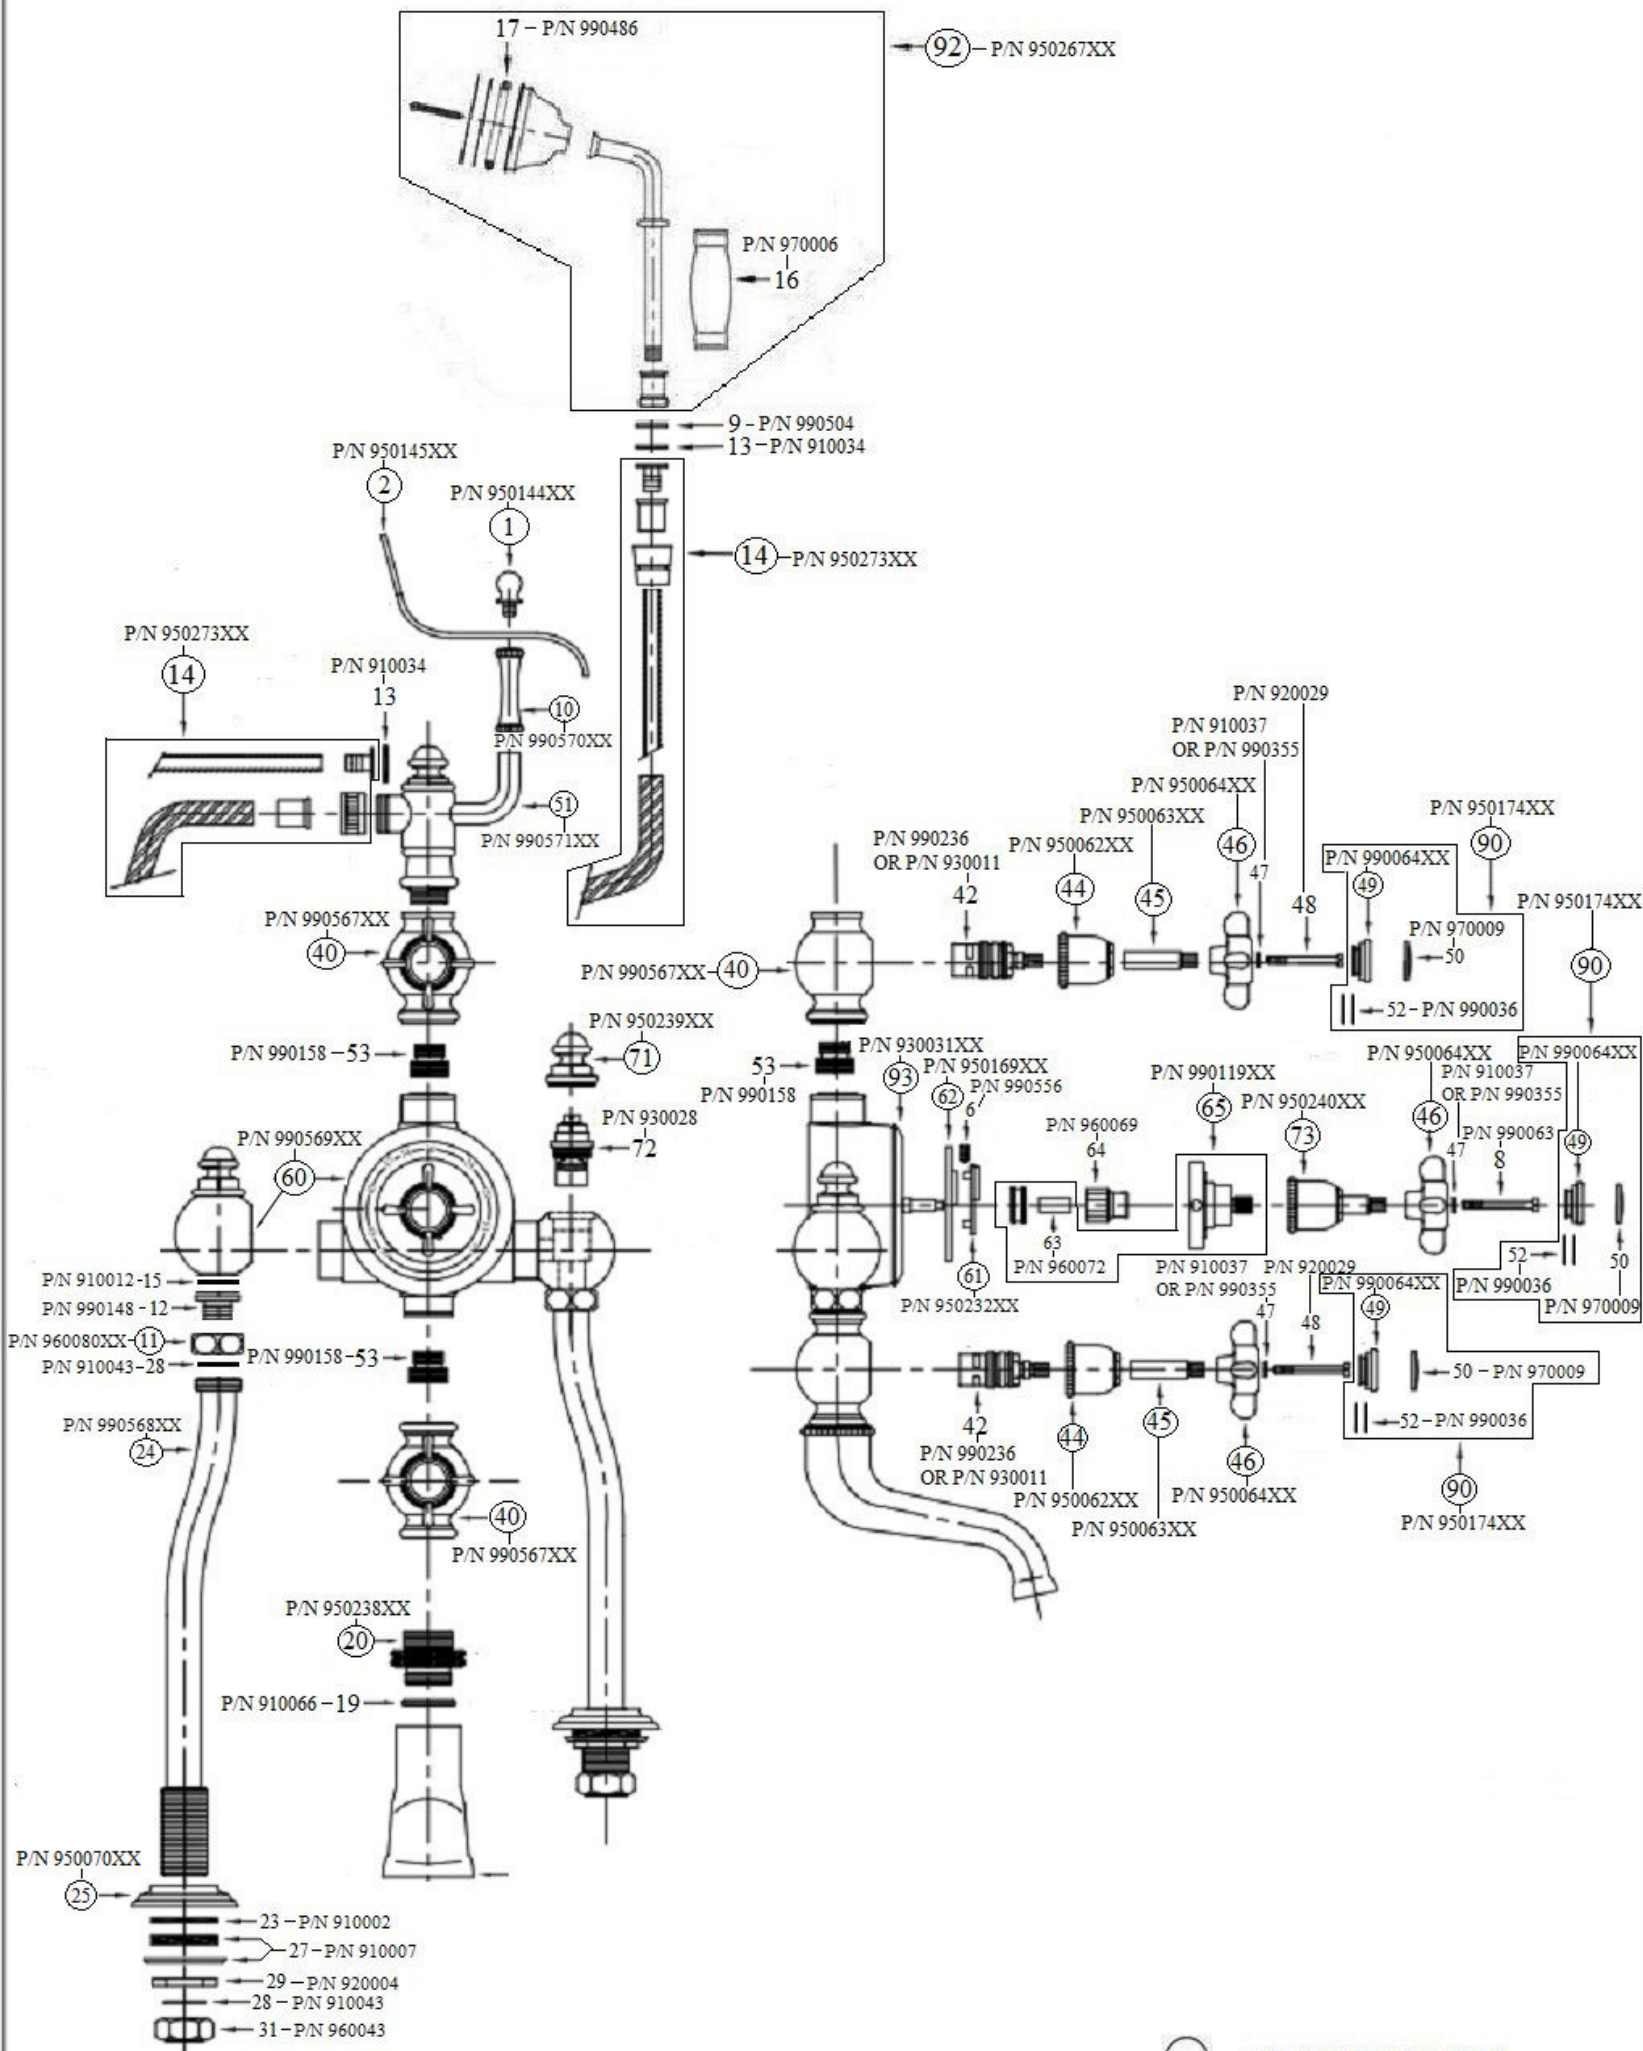 17 – P/N 990486
92 – P/N 950267XX
P/N 970006
16
9 - P/N 990504
13 – P/N 910034
P/N 950145XX
2
P/N 950144XX
1
14 – P/N 950273XX
P/N 950273XX
14
P/N 910034
13
10
P/N 990570XX
51
P/N 990571XX
P/N 990567XX
40
P/N 990158 – 53
P/N 950239XX
71
P/N 930028
72
P/N 990569XX
60
P/N 910012 - 15
P/N 990148 - 12
P/N 960080XX - 11
P/N 910043 - 28
P/N 990158 - 53
P/N 990568XX
24
40
P/N 990567XX
P/N 950238XX
20
P/N 910066 – 19
P/N 950070XX
25
23 – P/N 910002
27 – P/N 910007
29 – P/N 920004
28 – P/N 910043
31 – P/N 960043
P/N 920029
P/N 910037
OR P/N 990355
P/N 950064XX
P/N 950063XX
P/N 990236
OR P/N 930011
P/N 950062XX
42
44
45
46
47
48
P/N 950174XX
90
P/N 990064XX
49
P/N 970009
50
52 – P/N 990036
P/N 990567XX – 40
P/N 950174XX
90
53
P/N 990158
P/N 930031XX
93
P/N 950169XX
62
P/N 990556
6
P/N 960069
64
P/N 990119XX
65
P/N 950240XX
73
P/N 950064XX
46
P/N 910037
OR P/N 990355
47
P/N 990063
8
P/N 990064XX
49
63
P/N 960072
61
P/N 950232XX
52
P/N 990036
50
P/N 970009
P/N 910037
OR P/N 990355
47
P/N 920029
48
P/N 990064XX
49
50 – P/N 970009
52 – P/N 990036
42
P/N 990236
OR P/N 930011
44
P/N 950062XX
45
P/N 950063XX
46
P/N 950064XX
90
P/N 950174XX